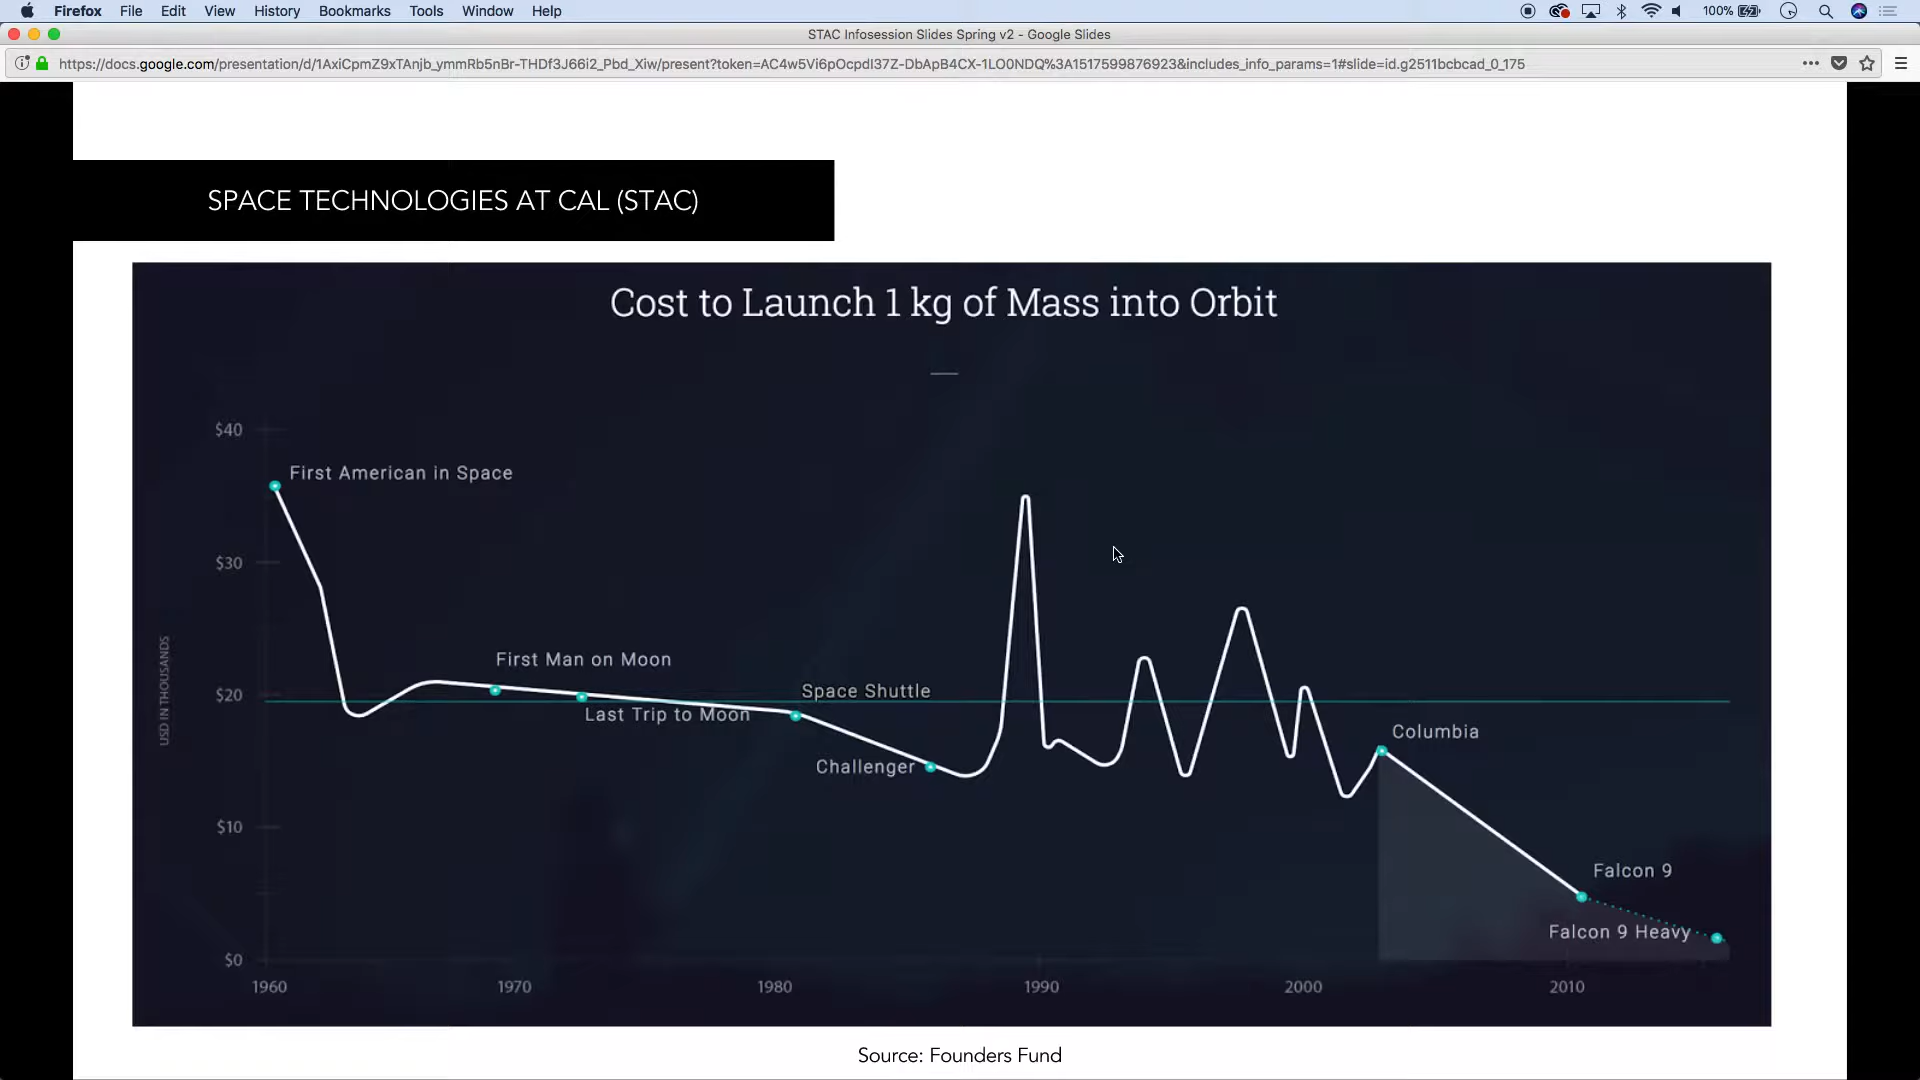 Firefox File Edit View History Bookmarks Tools Window Help 100%
STAC Infosession Slides Spring v2 - Google Slides
https://docs.google.com/presentation/d/1AxiCpmZ9xTAnjb_ymmRb5nBr-THDf3J66i2_Pbd_Xiw/present?token=AC4w5Vi6pOcpdI37Z-DbApB4CX-1LO0NDQ%3A1517599876923&includes_info_params=1#slide=id.g2511bcbcad_0_175
SPACE TECHNOLOGIES AT CAL (STAC)
Cost to Launch 1 kg of Mass into Orbit
$40
First American in Space
$30
USD IN THOUSANDS
First Man on Moon
$20
Space Shuttle
Last Trip to Moon
Columbia
Challenger
$10
Falcon 9
Falcon 9 Heavy
$0
1960 1970 1980 1990 2000 2010
Source: Founders Fund